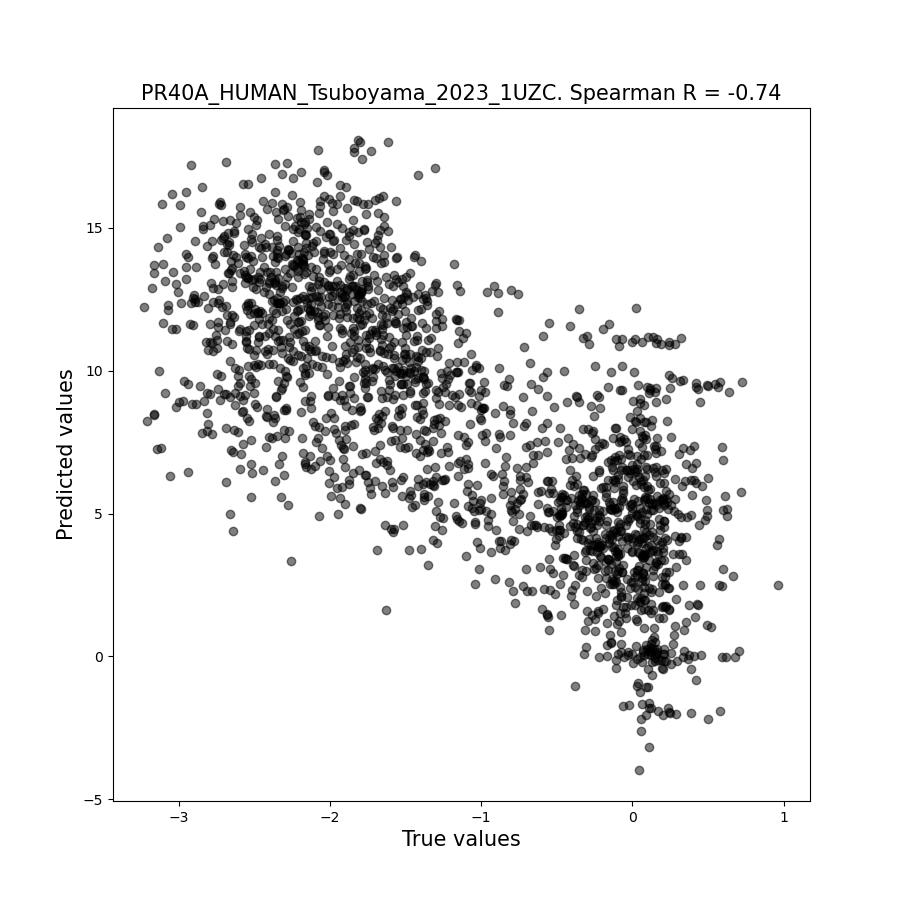 PR40A_HUMAN_Tsuboyama_2023_1UZC. Spearman R = -0.74
15
10
5
0
−5
Predicted values
−3 −2 −1 0 1
True values